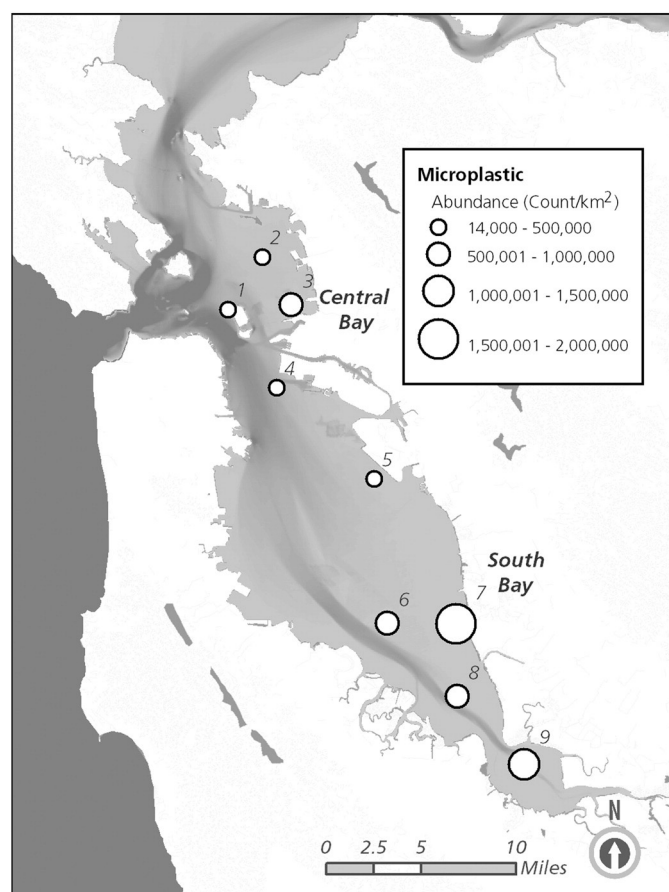 Microplastic
Abundance (Count/km²)
14,000 - 500,000
500,001 - 1,000,000
1,000,001 - 1,500,000
1,500,001 - 2,000,000
2
1
3
Central
Bay
4
5
South
Bay
6
7
8
9
N
0
2.5
5
10
Miles